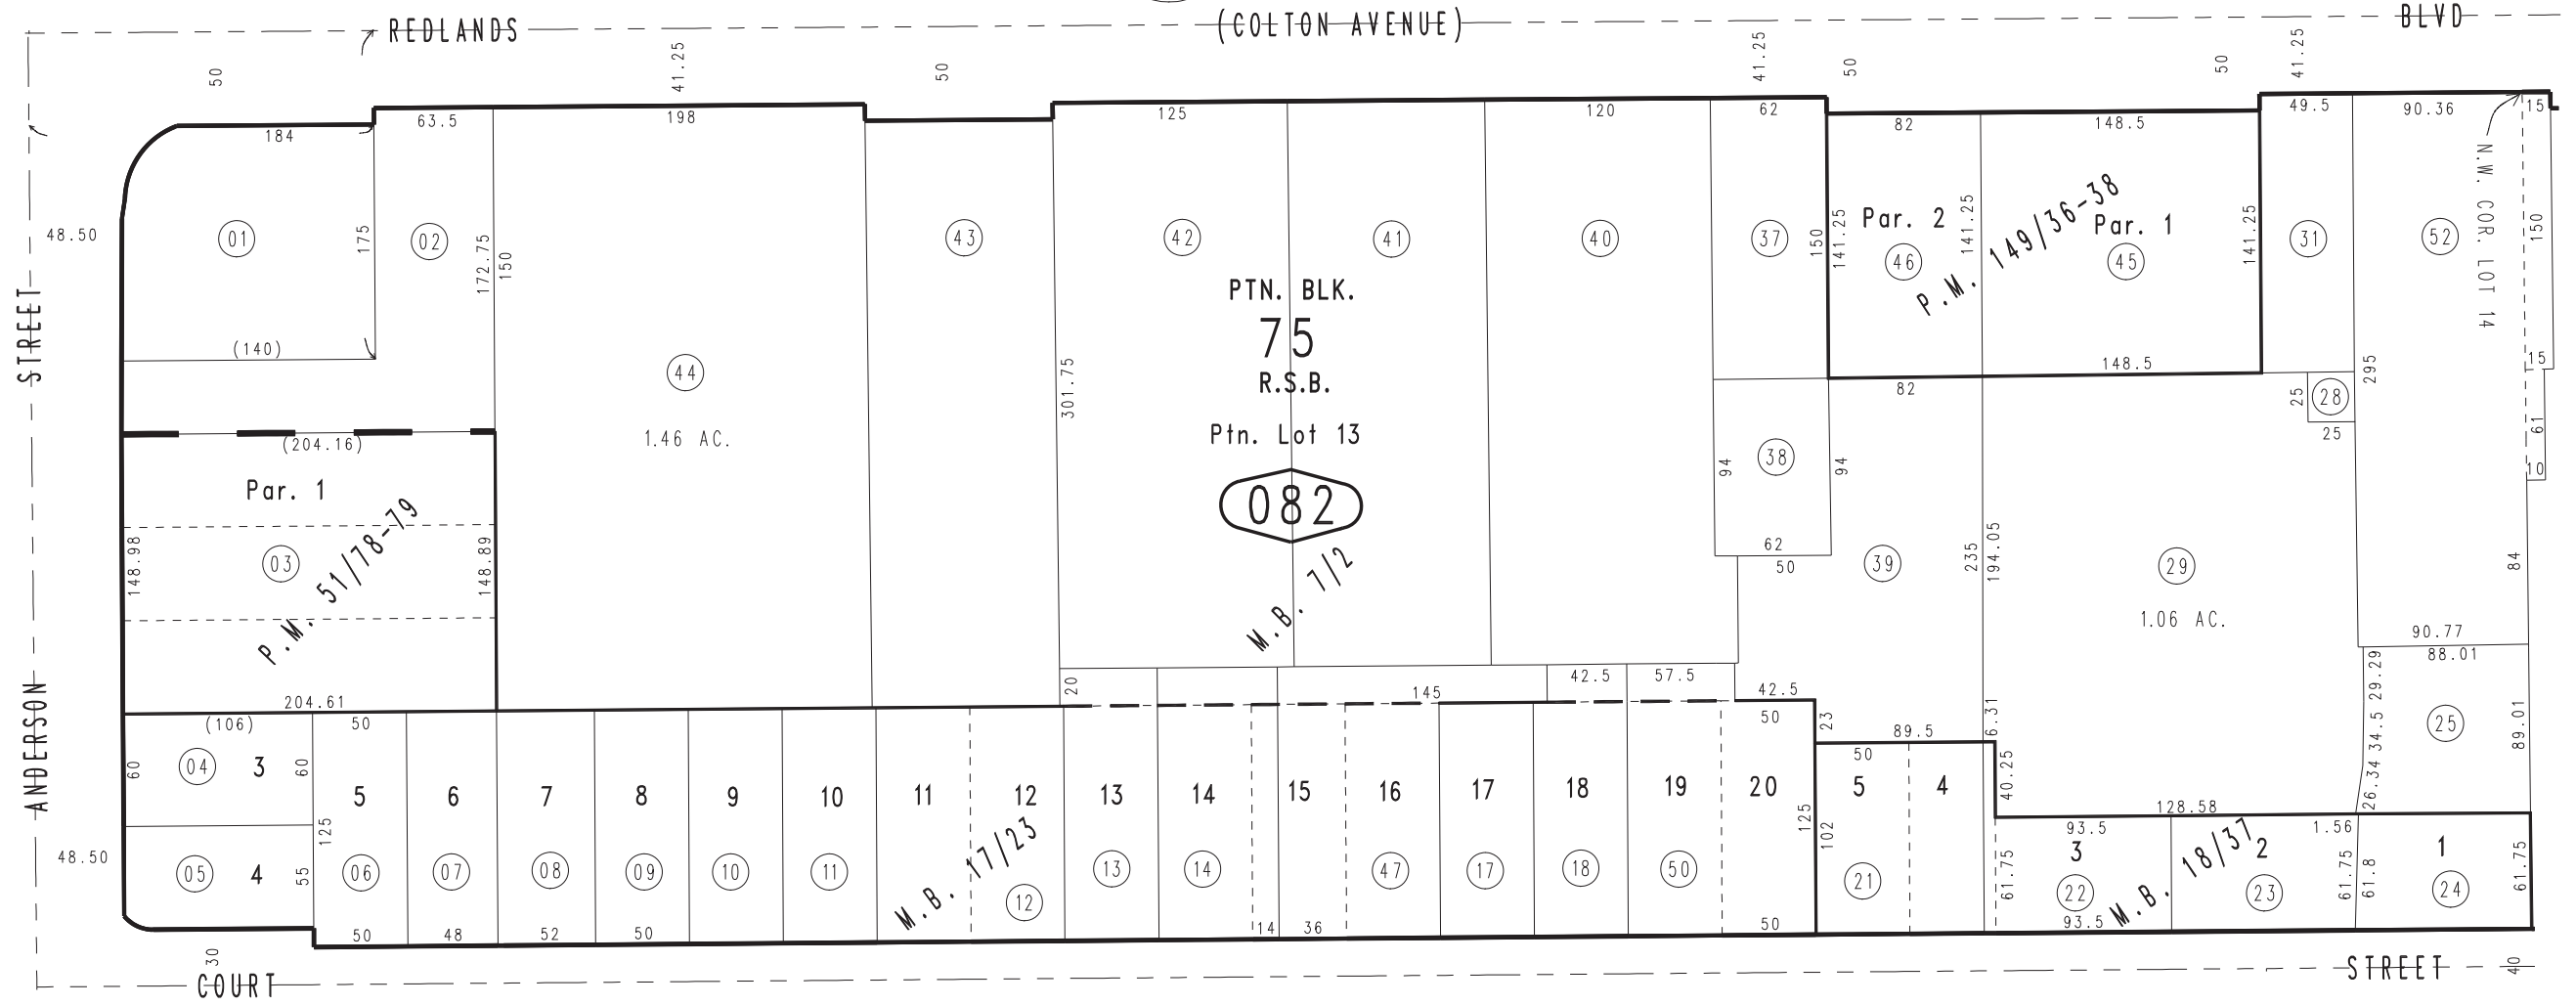 REDLANDS (COLTON AVENUE) BLVD
50 41.25 50 41.25 50 50 41.25
184 63.5 198 125 120 62 82 148.5 49.5 90.36 15
48.50 01 175 02 172.75 150 43 42 41 40 37 150 141.25 Par. 2 46 141.25 Par. 1 45 141.25 31 52 150
P.M. 149/36-38
N.W. COR. LOT 14
STREET
(140)
44
1.46 AC.
301.75
PTN. BLK.
75
R.S.B.
Ptn. Lot 13
082
M.B. 7/2
148.5
82
295
15
25 28
25
61
10
(204.16)
Par. 1
148.98 03 148.89
P.M. 51/78-79
94 38 94
62
50
39 235 194.05 29
1.06 AC.
84
90.77
88.01
204.61
20 145 42.5 57.5 42.5
50
23
89.5
6.31
29.29
34.5
26.34
25 89.01
ANDERSON
(106) 50
60 04 3 60
5 6 7 8 9 10 11 12 13 14 15 16 17 18 19 20
50
5 4
40.25
128.58
93.5 1.56
3 2 1
125
125 102
48.50
05 4 55
06 07 08 09 10 11 12 13 14 47 17 18 50 21 22 23 24
M.B. 17/23
M.B. 18/37
61.75 61.75 61.8 61.75
50 48 52 50 14 36 50 93.5
30
COURT STREET
40